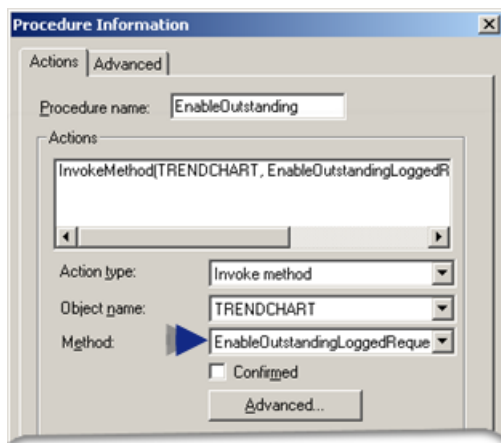 Procedure Information
Actions Advanced
Procedure name: EnableOutstanding
Actions
InvokeMethod(TRENDCHART, EnableOutstandingLoggedR
Action type: Invoke method
Object name: TRENDCHART
Method: EnableOutstandingLoggedReque
Confirmed
Advanced...